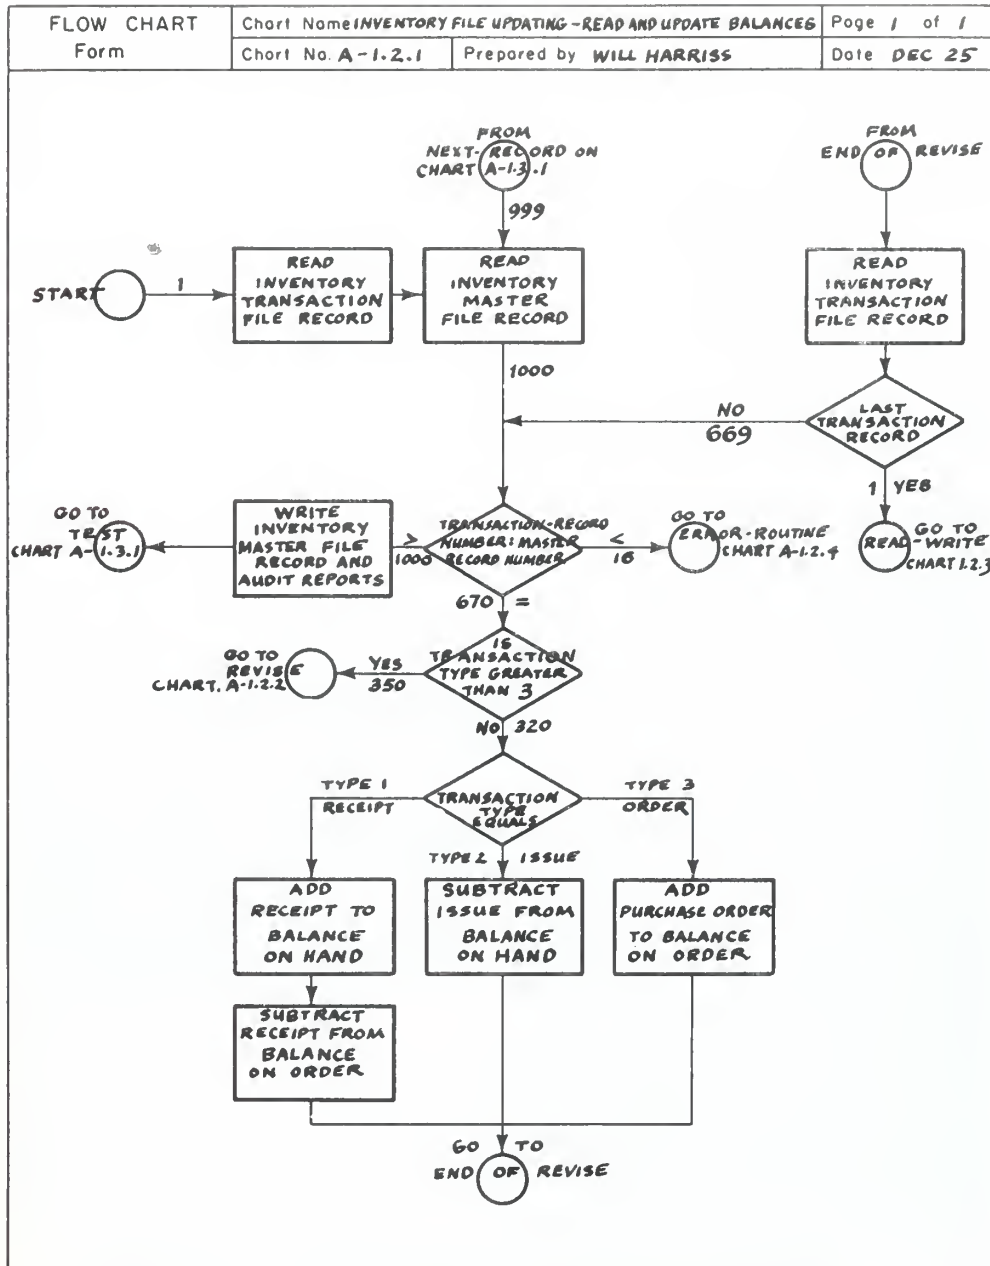 FLOW CHART
Form
Chart Name INVENTORY FILE UPDATING - READ AND UPDATE BALANCES
Page 1 of 1
Chart No. A-1.2.1
Prepared by WILL HARRISS
Date DEC 25
FROM
NEXT-RECORD ON
CHART A-1.3.1
999
FROM
END OF REVISE
START
1
READ
INVENTORY
TRANSACTION
FILE RECORD
READ
INVENTORY
MASTER
FILE RECORD
READ
INVENTORY
TRANSACTION
FILE RECORD
1000
NO
669
LAST
TRANSACTION
RECORD
1 YES
GO TO
READ-WRITE
CHART 1.2.3
GO TO
TEST
CHART A-1.3.1
WRITE
INVENTORY
MASTER FILE
RECORD AND
AUDIT REPORTS
>
1000
TRANSACTION-RECORD
NUMBER: MASTER
RECORD NUMBER
<
16
GO TO
ERROR-ROUTINE
CHART A-1.2.4
670 =
GO TO
REVISE
CHART. A-1.2.2
YES
350
IS
TRANSACTION
TYPE GREATER
THAN 3
NO 320
TYPE 1
RECEIPT
TRANSACTION
TYPE
EQUALS
TYPE 3
ORDER
TYPE 2 ISSUE
ADD
RECEIPT TO
BALANCE
ON HAND
SUBTRACT
ISSUE FROM
BALANCE
ON HAND
ADD
PURCHASE ORDER
TO BALANCE
ON ORDER
SUBTRACT
RECEIPT FROM
BALANCE
ON ORDER
GO TO
END OF REVISE